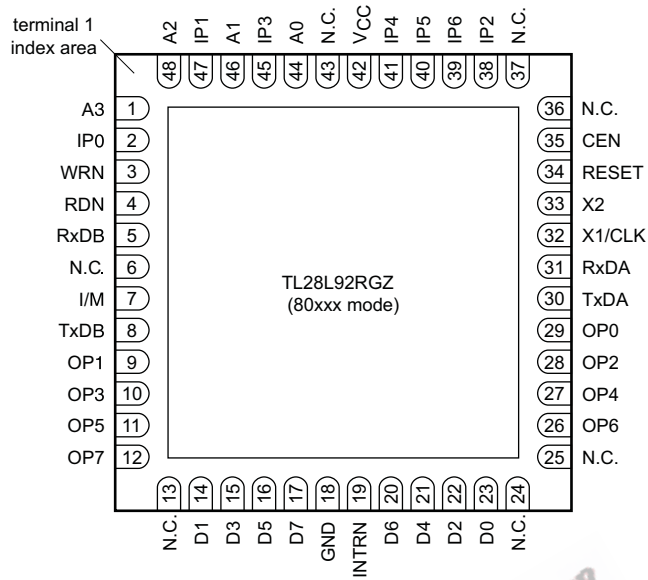 terminal 1
index area
A2 IP1 A1 IP3 A0 N.C. VCC IP4 IP5 IP6 IP2 N.C.
48 47 46 45 44 43 42 41 40 39 38 37
A3 1 36 N.C.
IP0 2 35 CEN
WRN 3 34 RESET
RDN 4 33 X2
RxDB 5 32 X1/CLK
N.C. 6 31 RxDA
I/M 7 30 TxDA
TxDB 8 29 OP0
OP1 9 28 OP2
OP3 10 27 OP4
OP5 11 26 OP6
OP7 12 25 N.C.
TL28L92RGZ
(80xxx mode)
13 14 15 16 17 18 19 20 21 22 23 24
N.C. D1 D3 D5 D7 GND INTRN D6 D4 D2 D0 N.C.